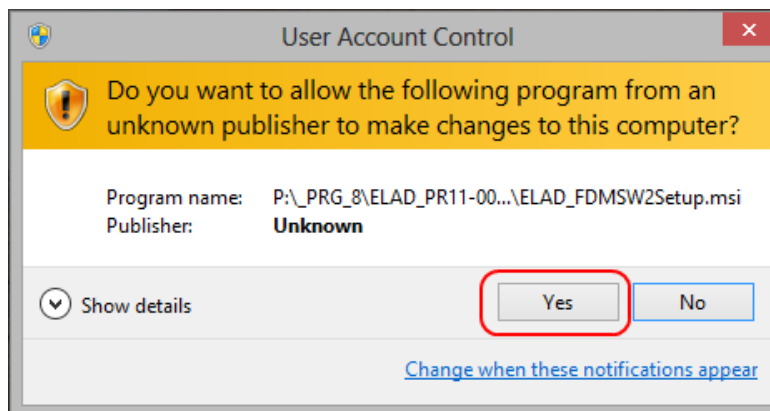 User Account Control
Do you want to allow the following program from an
unknown publisher to make changes to this computer?
Program name: P:\_PRG_8\ELAD_PR11-00...\ELAD_FDMSW2Setup.msi
Publisher: Unknown
Show details
Yes
No
Change when these notifications appear